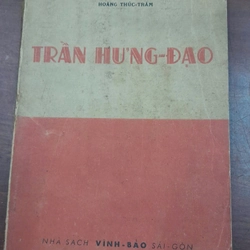 HOÀNG THÚC-TRÂM
TRẦN HƯNG-ĐẠO
NHÀ SÁCH VĨNH-BẢO SÀI-GÒN